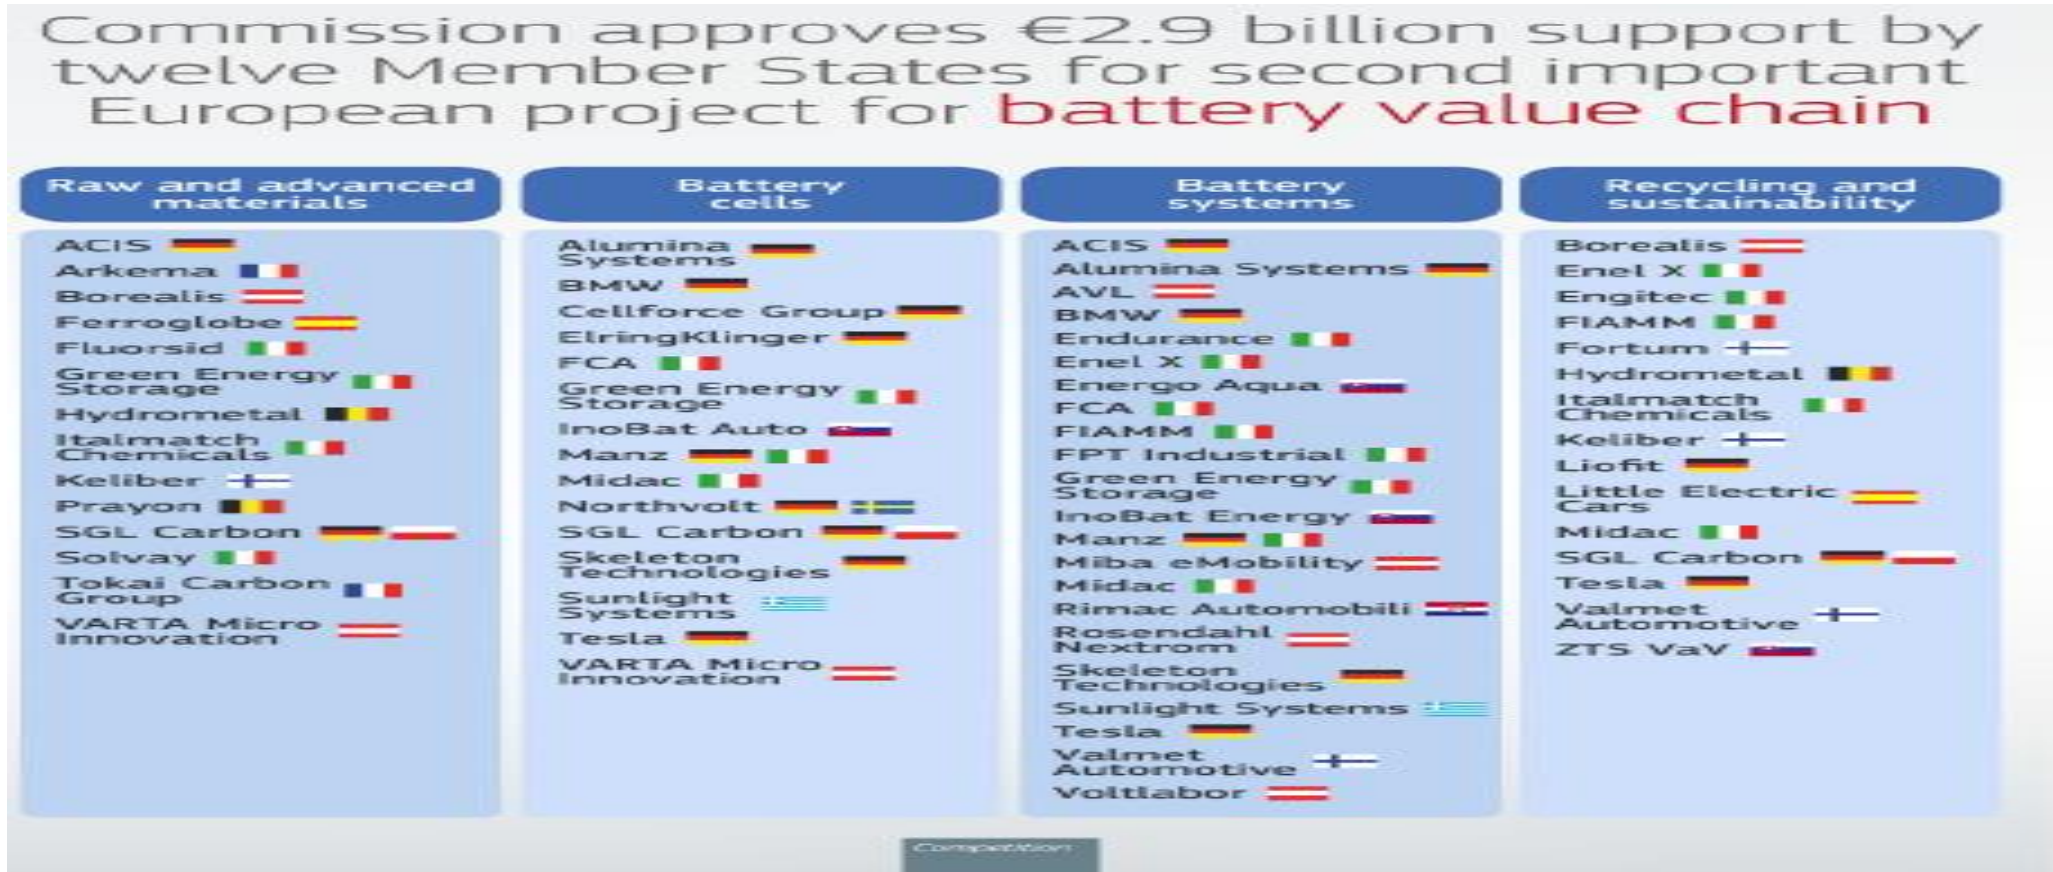 Commission approves €2.9 billion support by
twelve Member States for second important
European project for battery value chain
Raw and advanced
materials
ACIS
Arkema
Borealis
Ferroglobe
Fluorsid
Green Energy
Storage
Hydrometal
Italmatch
Chemicals
Keliber
Prayon
SGL Carbon
Solvay
Tokai Carbon
Group
VARTA Micro
Innovation
Battery
cells
Alumina
Systems
BMW
Cellforce Group
ElringKlinger
FCA
Green Energy
Storage
InoBat Auto
Manz
Midac
Northvolt
SGL Carbon
Skeleton
Technologies
Sunlight
Systems
Tesla
VARTA Micro
Innovation
Battery
systems
ACIS
Alumina Systems
AVL
BMW
Endurance
Enel X
Energo Aqua
FCA
FIAMM
FPT Industrial
Green Energy
Storage
InoBat Energy
Manz
Miba eMobility
Midac
Rimac Automobili
Rosendahl
Nextrom
Skeleton
Technologies
Sunlight Systems
Tesla
Valmet
Automotive
Voltlabor
Recycling and
sustainability
Borealis
Enel X
Engitec
FIAMM
Fortum
Hydrometal
Italmatch
Chemicals
Keliber
Liofit
Little Electric
Cars
Midac
SGL Carbon
Tesla
Valmet
Automotive
ZTS VaV
Competition